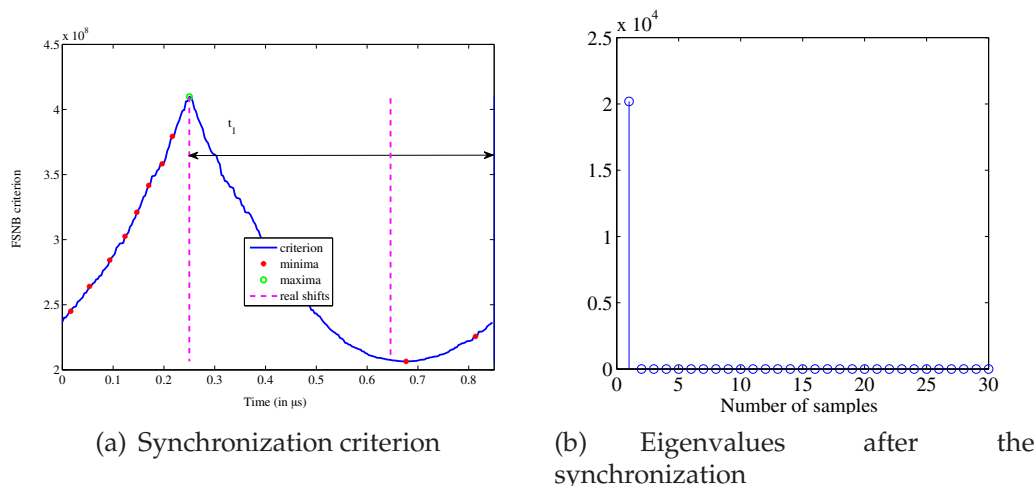 x 10^8
4.5
4
3.5
3
2.5
2
FSNB criterion
t_1
criterion
minima
maxima
real shifts
0 0.1 0.2 0.3 0.4 0.5 0.6 0.7 0.8
Time (in μs)
(a) Synchronization criterion
x 10^4
2.5
2
1.5
1
0.5
0
0 5 10 15 20 25 30
Number of samples
(b) Eigenvalues after the
synchronization